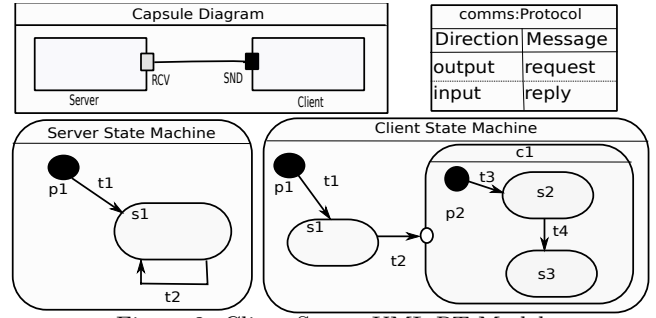 Capsule Diagram
RCV
SND
Server
Client
comms:Protocol
Direction Message
output request
input reply
Server State Machine
p1
t1
s1
t2
Client State Machine
p1
t1
s1
t2
c1
p2
t3
s2
t4
s3